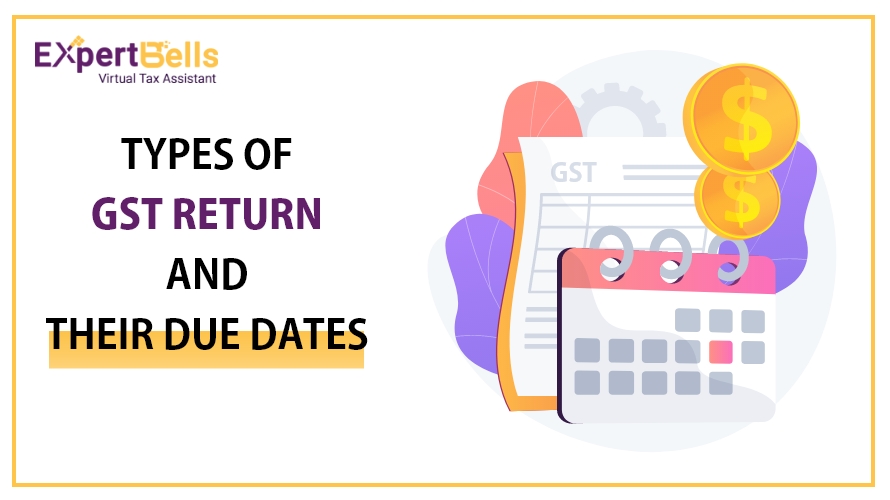 EXpertBells
Virtual Tax Assistant
TYPES OF
GST RETURN
AND
THEIR DUE DATES
GST
$
$